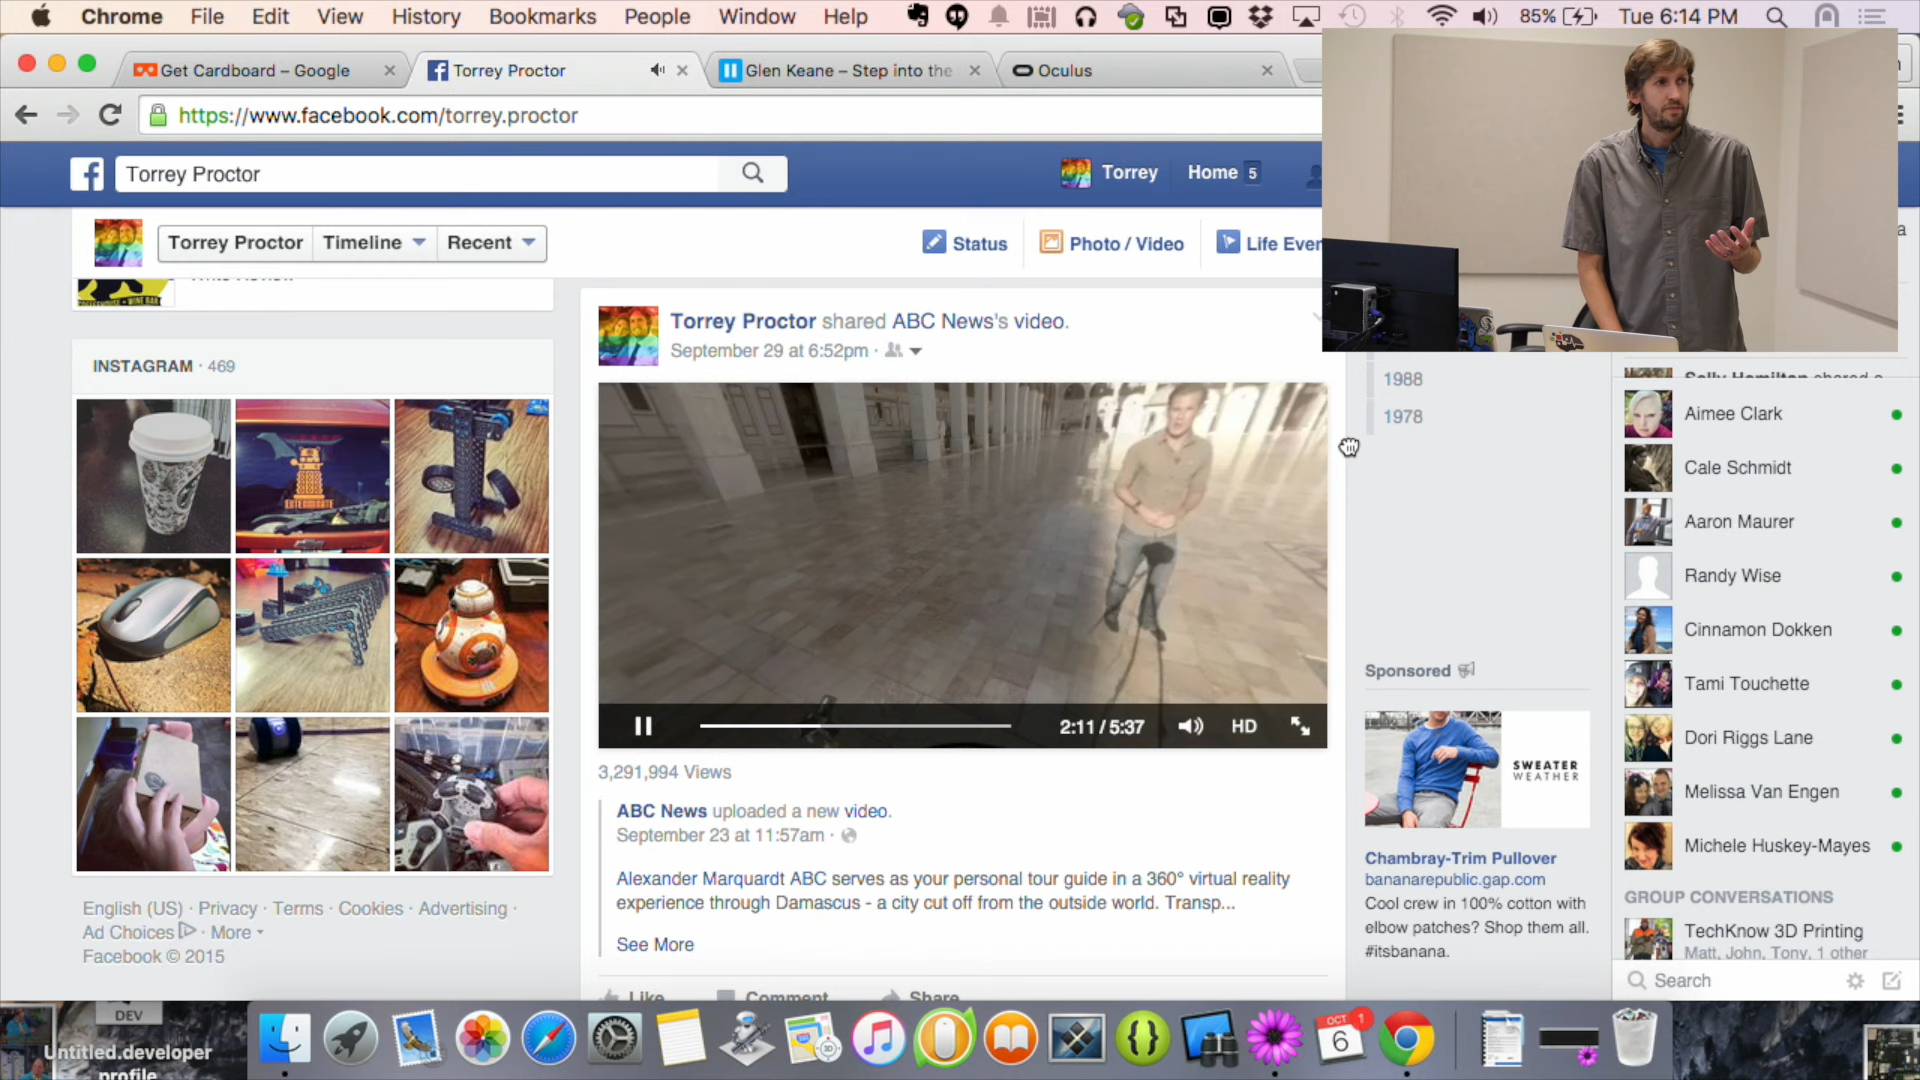 Chrome File Edit View History Bookmarks People Window Help 85% Tue 6:14 PM
Get Cardboard – Google
Torrey Proctor
Glen Keane – Step into the
Oculus
https://www.facebook.com/torrey.proctor
Torrey Proctor
Torrey Home 5
Torrey Proctor Timeline Recent
Status Photo / Video
INSTAGRAM · 469
EXTERMINATE
English (US) · Privacy · Terms · Cookies · Advertising ·
Ad Choices · More
Facebook © 2015
Torrey Proctor shared ABC News's video.
September 29 at 6:52pm ·
2:11 / 5:37 HD
3,291,994 Views
ABC News uploaded a new video.
September 23 at 11:57am ·
Alexander Marquardt ABC serves as your personal tour guide in a 360° virtual reality
experience through Damascus - a city cut off from the outside world. Transp...
See More
Like Comment Share
1988
1978
Sponsored
SWEATER
WEATHER
Chambray-Trim Pullover
bananarepublic.gap.com
Cool crew in 100% cotton with
elbow patches? Shop them all.
#itsbanana.
Aimee Clark
Cale Schmidt
Aaron Maurer
Randy Wise
Cinnamon Dokken
Tami Touchette
Dori Riggs Lane
Melissa Van Engen
Michele Huskey-Mayes
GROUP CONVERSATIONS
TechKnow 3D Printing
Matt, John, Tony, 1 other
Search
DEV
Untitled.developer
profile
OCT 1
6